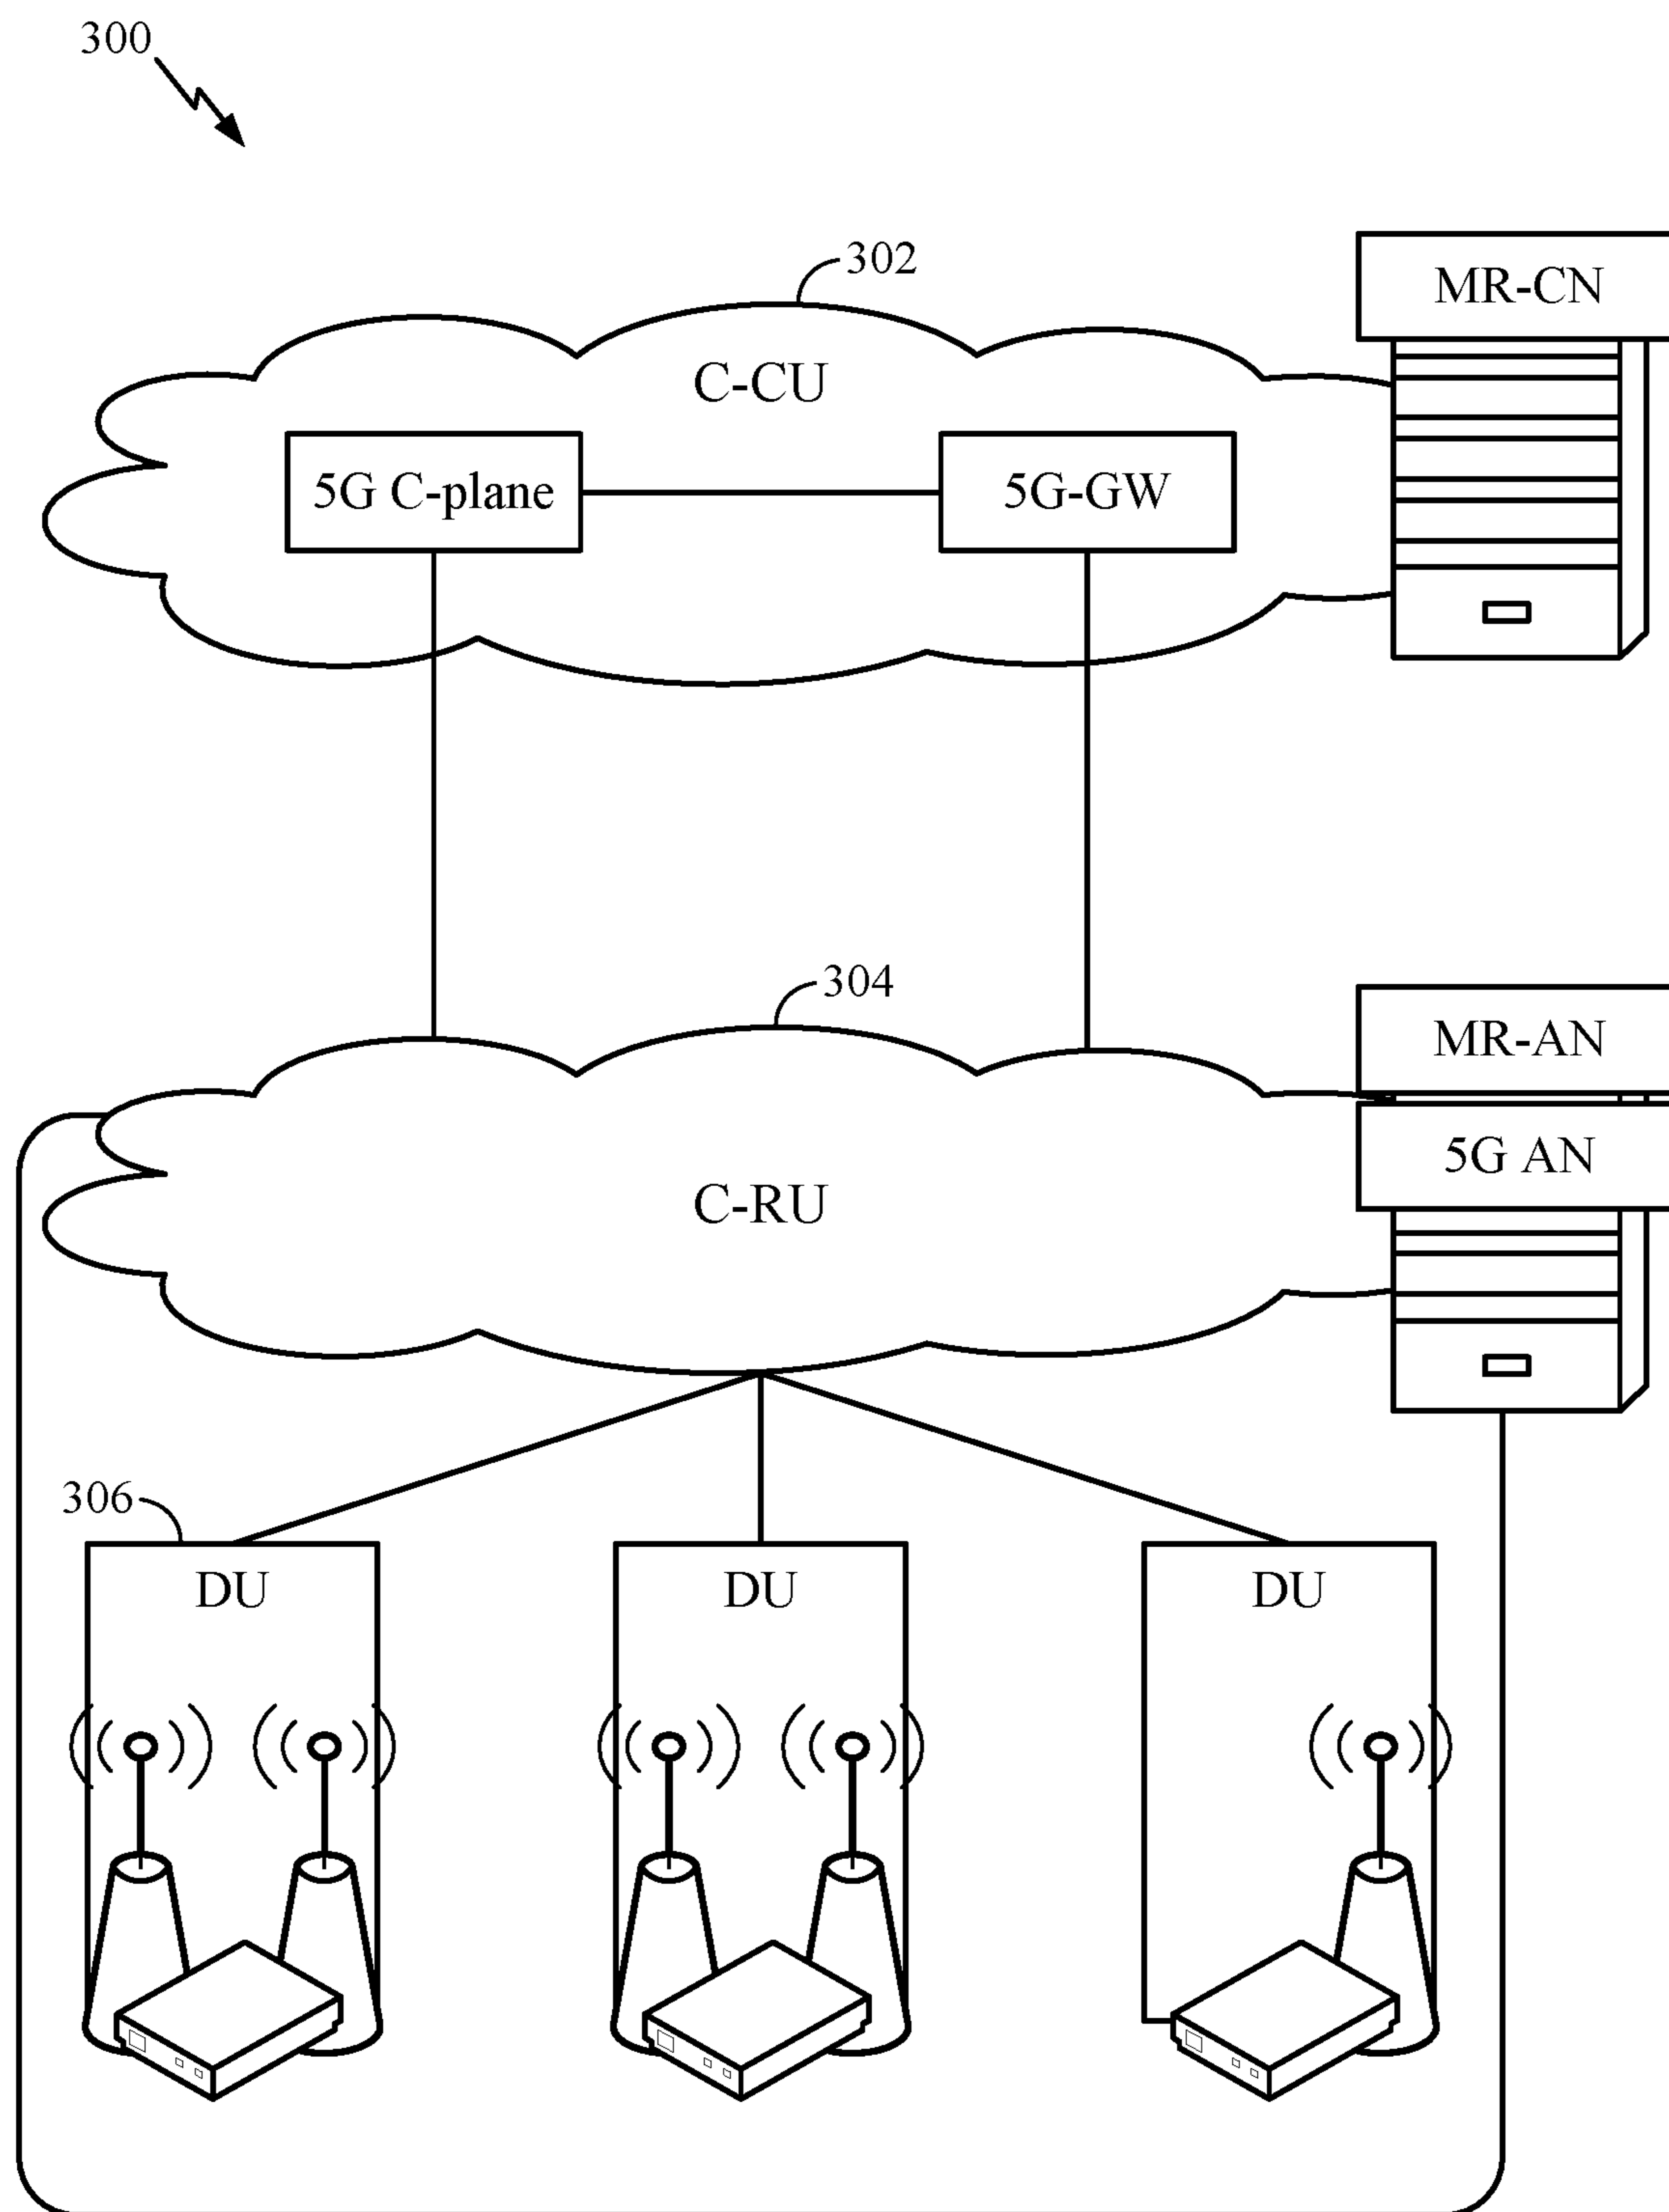 300
302
MR-CN
C-CU
5G C-plane
5G-GW
304
MR-AN
5G AN
C-RU
306
DU
DU
DU